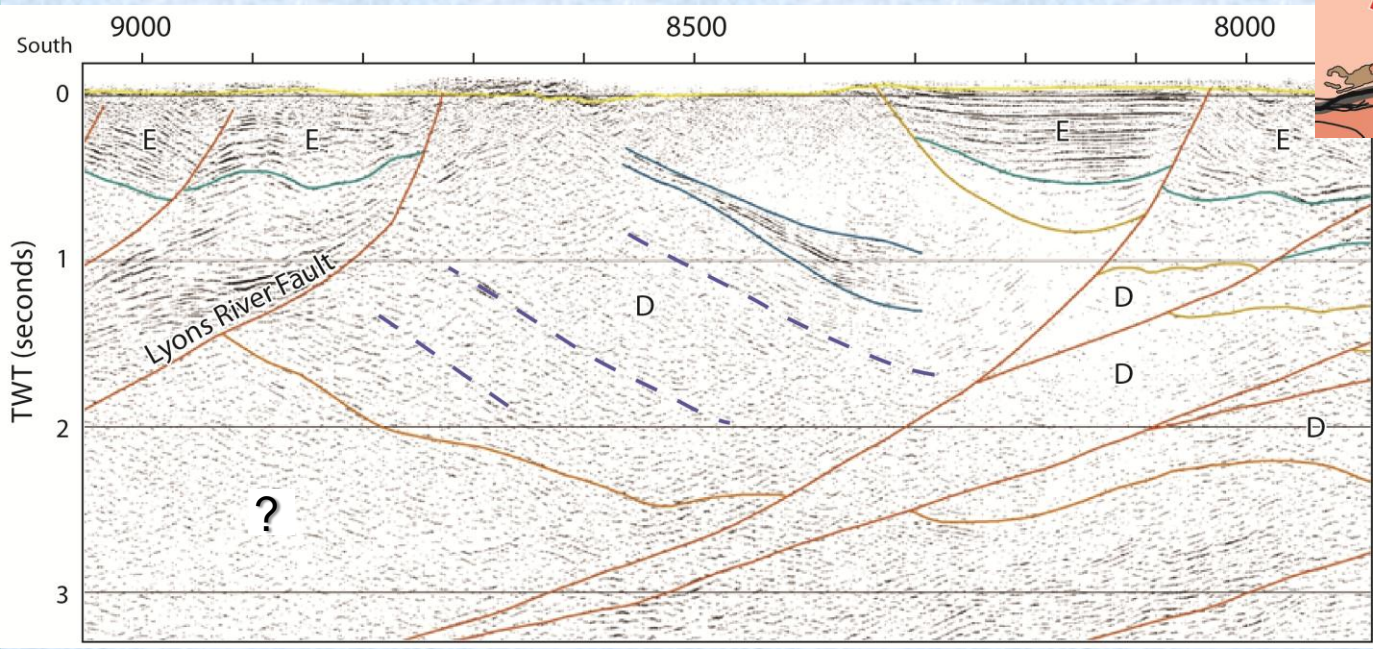 9000
8500
8000
South
0
E
E
E
E
1
Lyons River Fault
D
D
D
TWT (seconds)
2
D
?
3